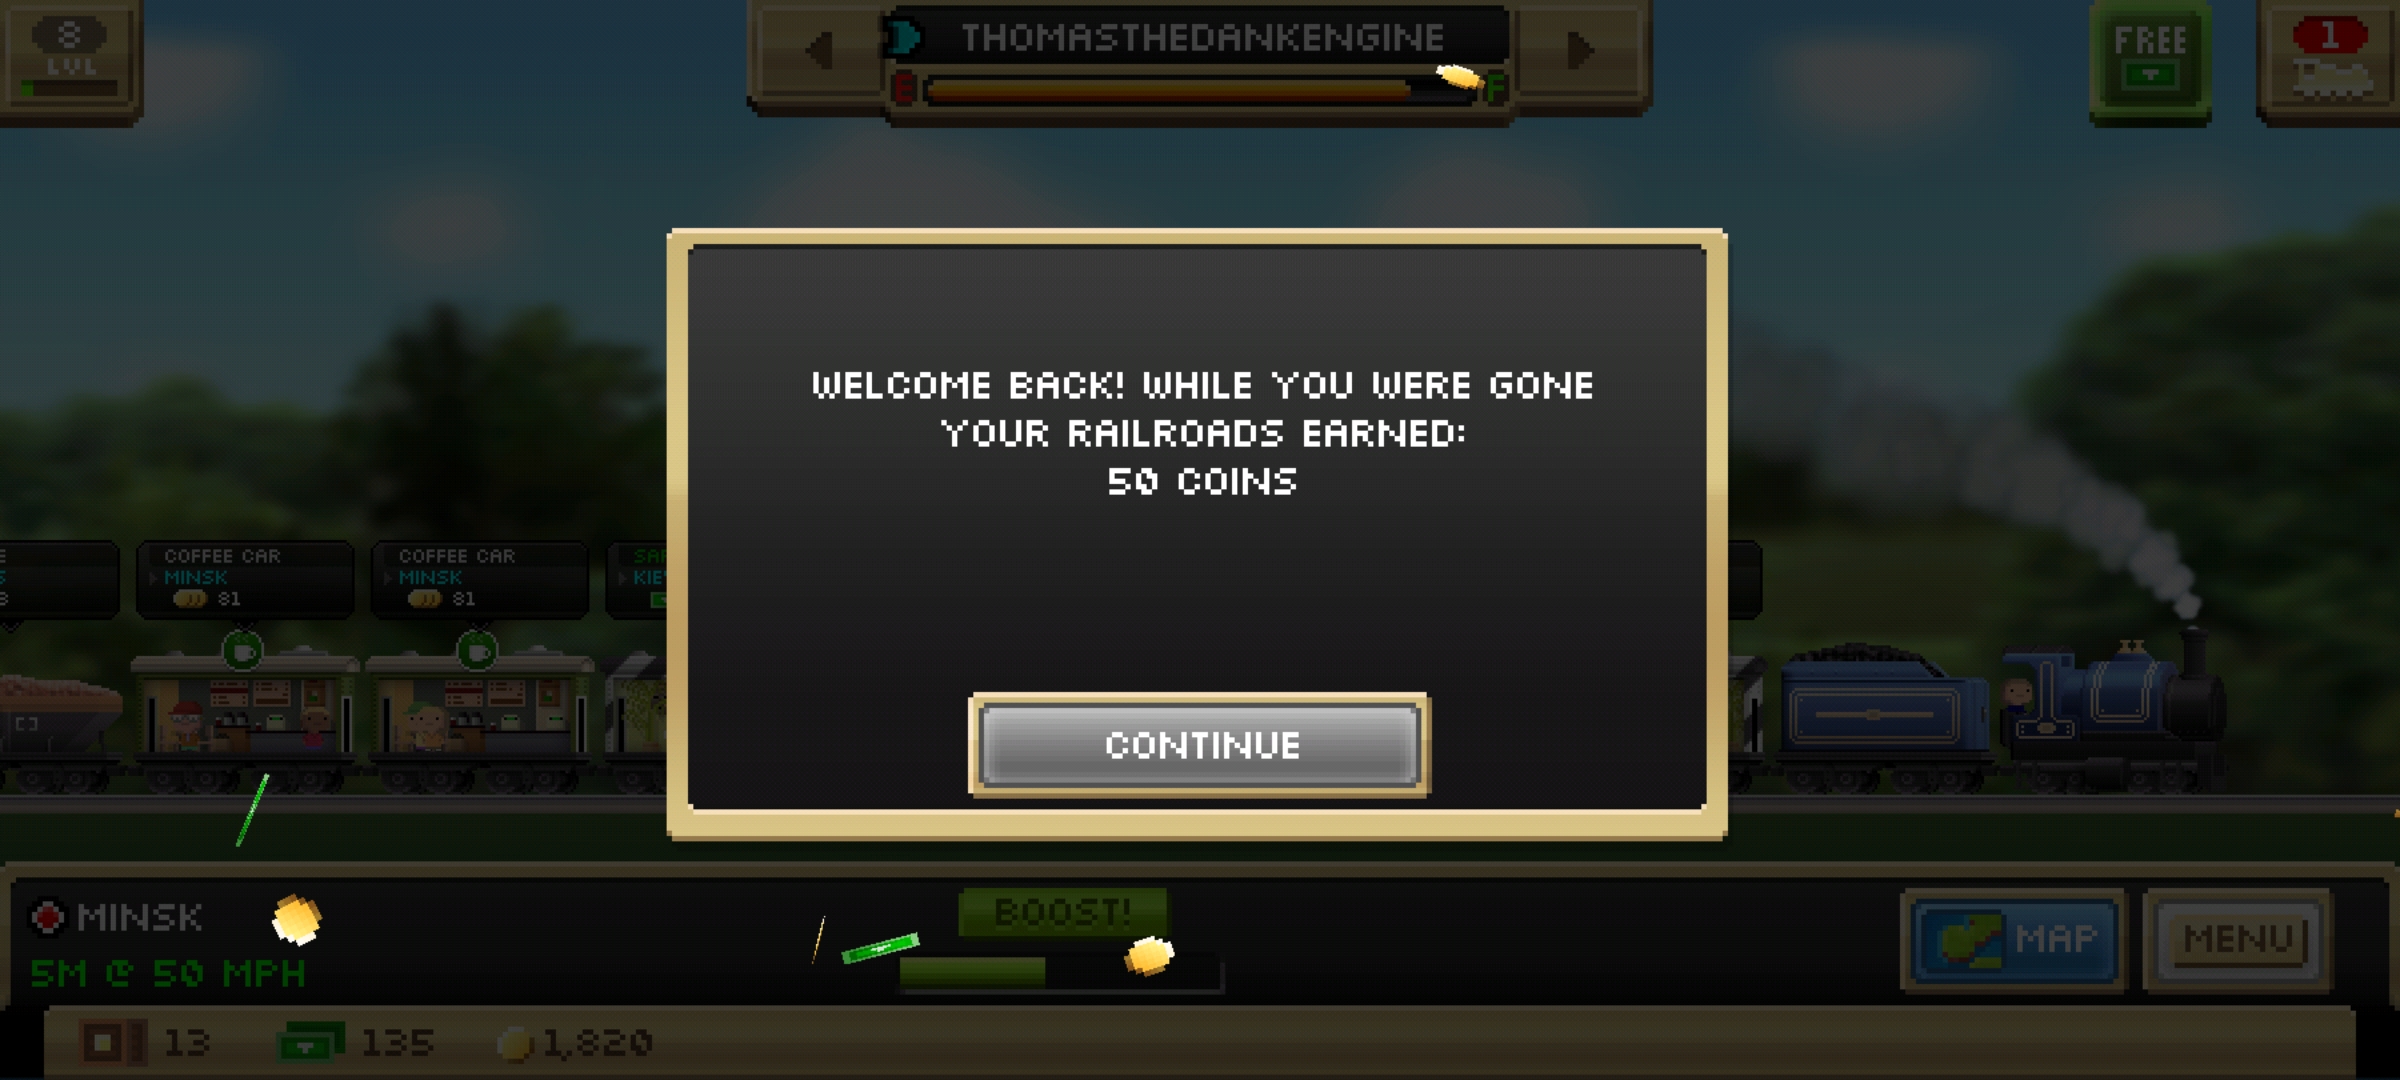 8
LVL
THOMASTHEDANKENGINE
E
F
FREE
1
WELCOME BACK! WHILE YOU WERE GONE
YOUR RAILROADS EARNED:
50 COINS
CONTINUE
COFFEE CAR
MINSK
81
COFFEE CAR
MINSK
81
MINSK
5M @ 50 MPH
BOOST!
MAP
MENU
13
135
1,820